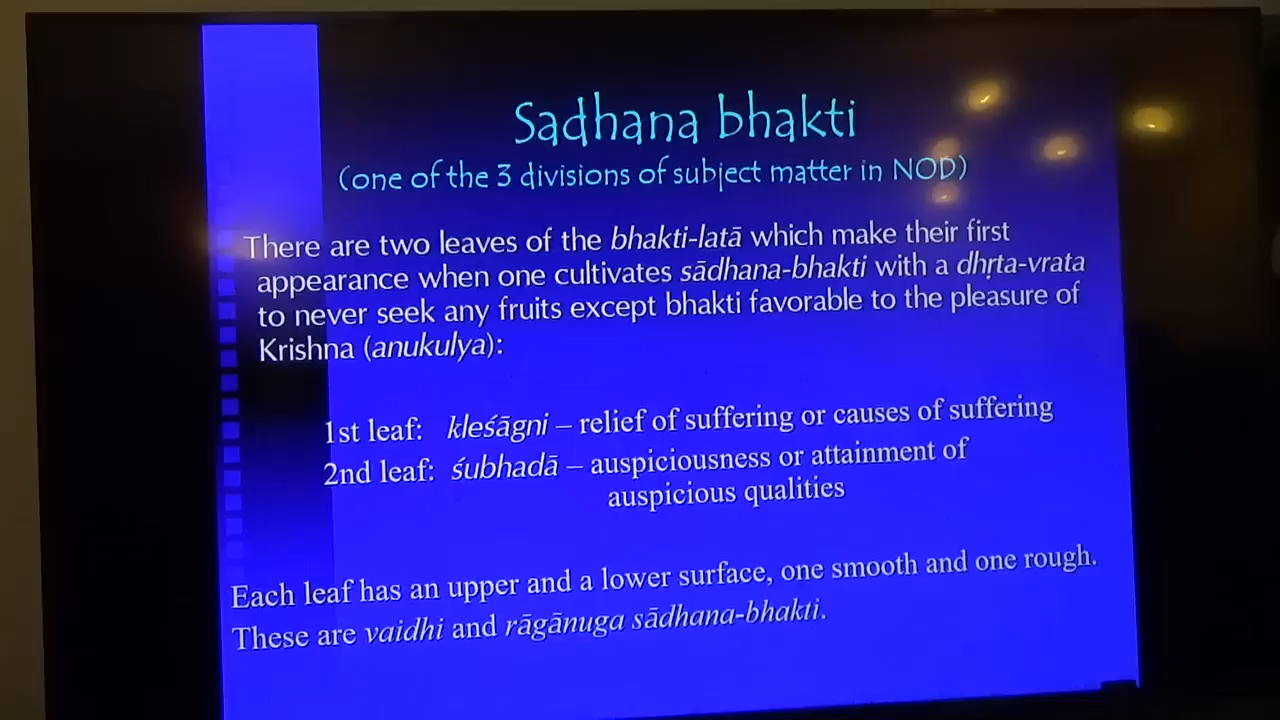 Sadhana bhakti
(one of the 3 divisions of subject matter in NOD)
There are two leaves of the bhakti-latā which make their first
appearance when one cultivates sādhana-bhakti with a dhṛta-vrata
to never seek any fruits except bhakti favorable to the pleasure of
Krishna (anukulya):
1st leaf: kleśāgni – relief of suffering or causes of suffering
2nd leaf: śubhadā – auspiciousness or attainment of
auspicious qualities
Each leaf has an upper and a lower surface, one smooth and one rough.
These are vaidhi and rāgānuga sādhana-bhakti.